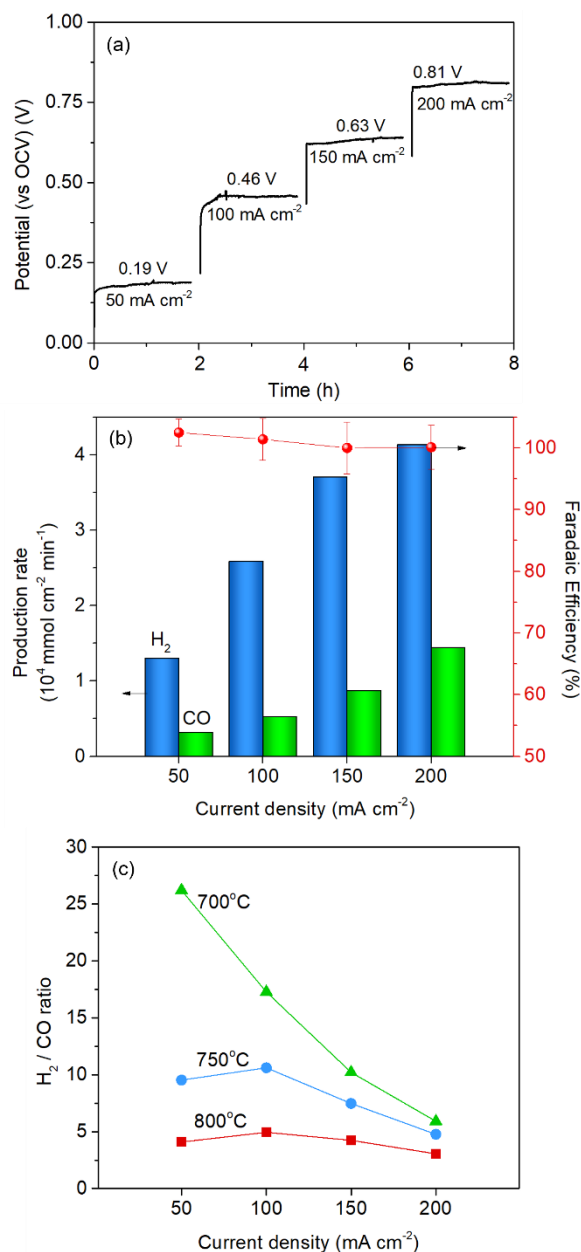 (a)
1.00
0.75
0.50
0.25
0.00
Potential (vs OCV) (V)
0.19 V
50 mA cm⁻²
0.46 V
100 mA cm⁻²
0.63 V
150 mA cm⁻²
0.81 V
200 mA cm⁻²
0 2 4 6 8
Time (h)
(b)
4
3
2
1
0
Production rate
(10⁴ mmol cm⁻² min⁻¹)
H₂
CO
100
95
90
85
80
75
70
65
60
55
50
Faradaic Efficiency
(%)
50 100 150 200
Current density (mA cm⁻²)
(c)
30
25
20
15
10
5
0
H₂ / CO ratio
700°C
750°C
800°C
50 100 150 200
Current density (mA cm⁻²)